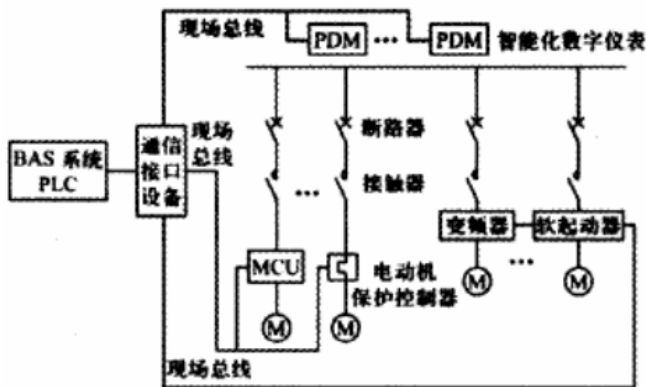 现场总线
PDM … PDM 智能化数字仪表
现场
总线
断路器
BAS 系统
PLC
通信
接口
设备
… 接触器
变频器 软起动器
MCU
电动机
保护控制器
M M M … M
现场总线